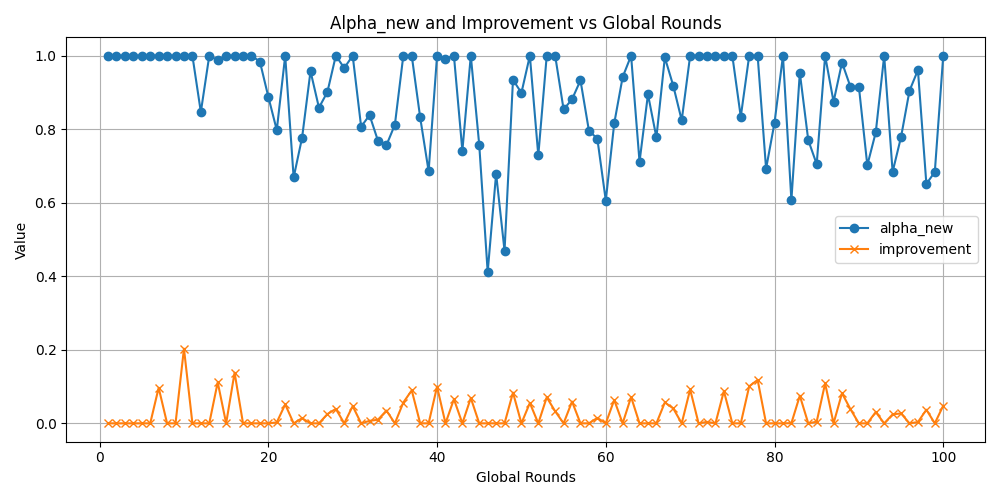 Alpha_new and Improvement vs Global Rounds
1.0
0.8
0.6
0.4
0.2
0.0
Value
alpha_new
improvement
0 20 40 60 80 100
Global Rounds